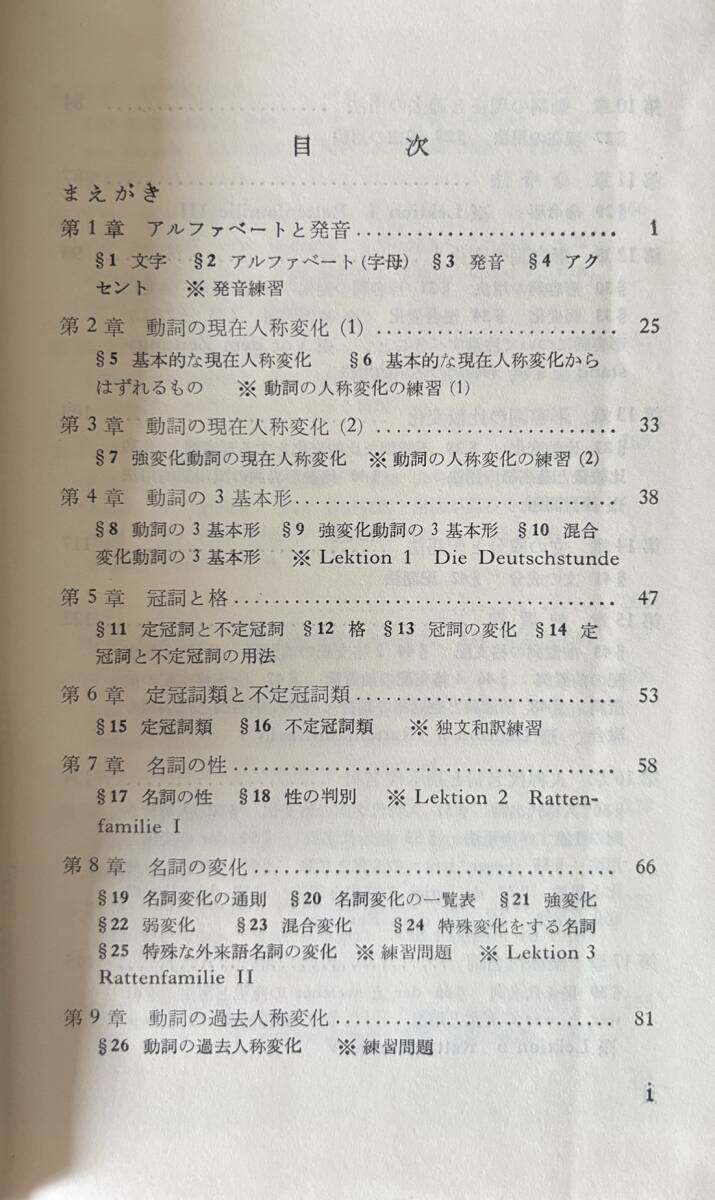 目次
まえがき
第1章 アルファベートと発音 1
§1 文字 §2 アルファベート(字母) §3 発音 §4 アク
セント ※発音練習
第2章 動詞の現在人称変化(1) 25
§5 基本的な現在人称変化 §6 基本的な現在人称変化から
はずれるもの ※動詞の人称変化の練習(1)
第3章 動詞の現在人称変化(2) 33
§7 強変化動詞の現在人称変化 ※動詞の人称変化の練習(2)
第4章 動詞の3基本形 38
§8 動詞の3基本形 §9 強変化動詞の3基本形 §10 混合
変化動詞の3基本形 ※Lektion 1 Die Deutschstunde
第5章 冠詞と格 47
§11 定冠詞と不定冠詞 §12 格 §13 冠詞の変化 §14 定
冠詞と不定冠詞の用法
第6章 定冠詞類と不定冠詞類 53
§15 定冠詞類 §16 不定冠詞類 ※独文和訳練習
第7章 名詞の性 58
§17 名詞の性 §18 性の判別 ※Lektion 2 Ratten-
familie I
第8章 名詞の変化 66
§19 名詞変化の通則 §20 名詞変化の一覧表 §21 強変化
§22 弱変化 §23 混合変化 §24 特殊変化をする名詞
§25 特殊な外来語名詞の変化 ※練習問題 ※Lektion 3
Rattenfamilie II
第9章 動詞の過去人称変化 81
§26 動詞の過去人称変化 ※練習問題
i